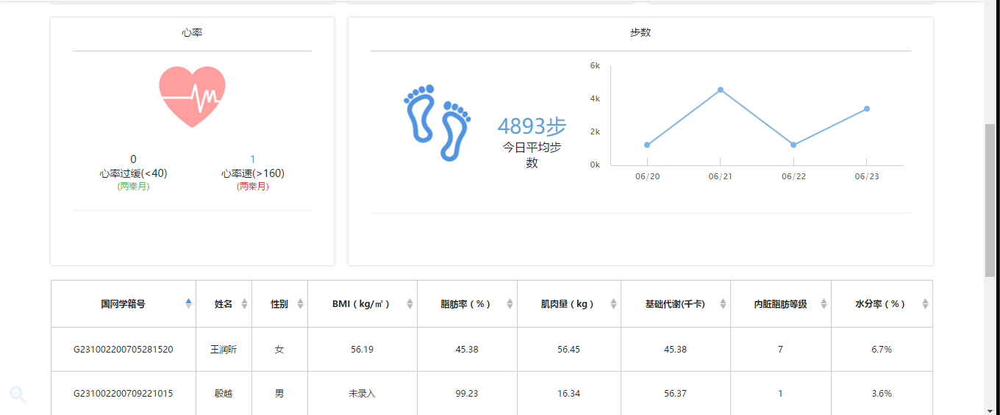 心率
0
心率过缓(<40)
(两秦月)
1
心率速(>160)
(两秦月)
步数
4893步
今日平均步
数
6k
4k
2k
0k
06/20 06/21 06/22 06/23
国网学籍号 姓名 性别 BMI（kg/㎡） 脂肪率（%） 肌肉量（kg） 基础代谢(千卡) 内脏脂肪等级 水分率（%）
G231002200705281520 王润昕 女 56.19 45.38 56.45 45.38 7 6.7%
G231002200709221015 殷越 男 未录入 99.23 16.34 56.37 1 3.6%